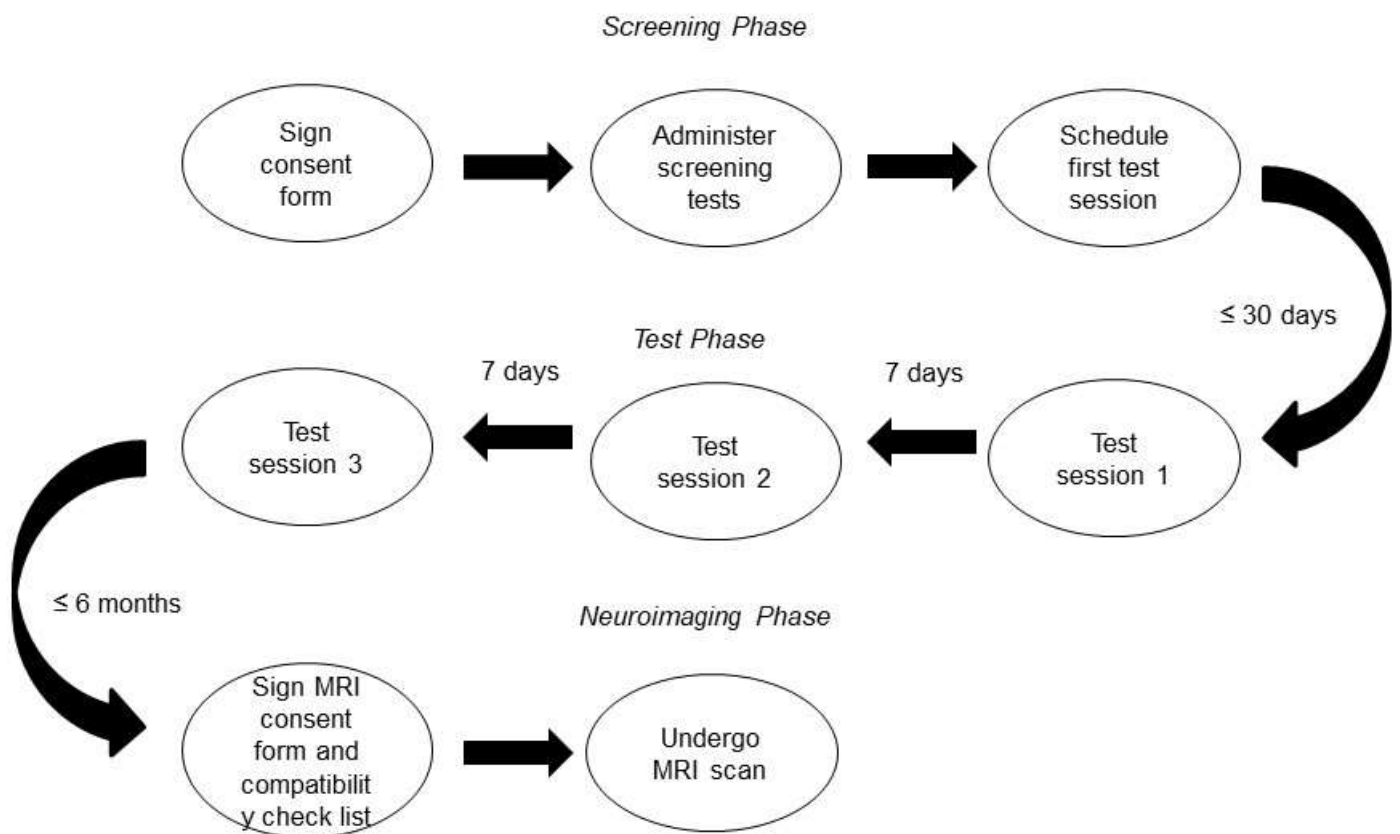 Screening Phase
Sign
consent
form
Administer
screening
tests
Schedule
first test
session
≤ 30 days
Test Phase
7 days
7 days
Test
session 3
Test
session 2
Test
session 1
≤ 6 months
Neuroimaging Phase
Sign MRI
consent
form and
compatibilit
y check list
Undergo
MRI scan